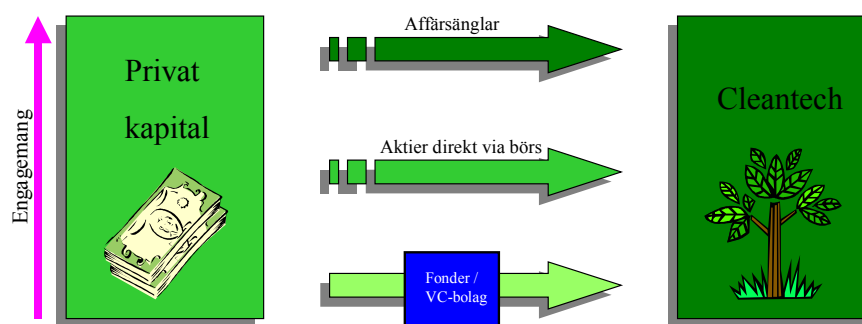 Engagemang
Privat
kapital
Affärsänglar
Aktier direkt via börs
Fonder /
VC-bolag
Cleantech